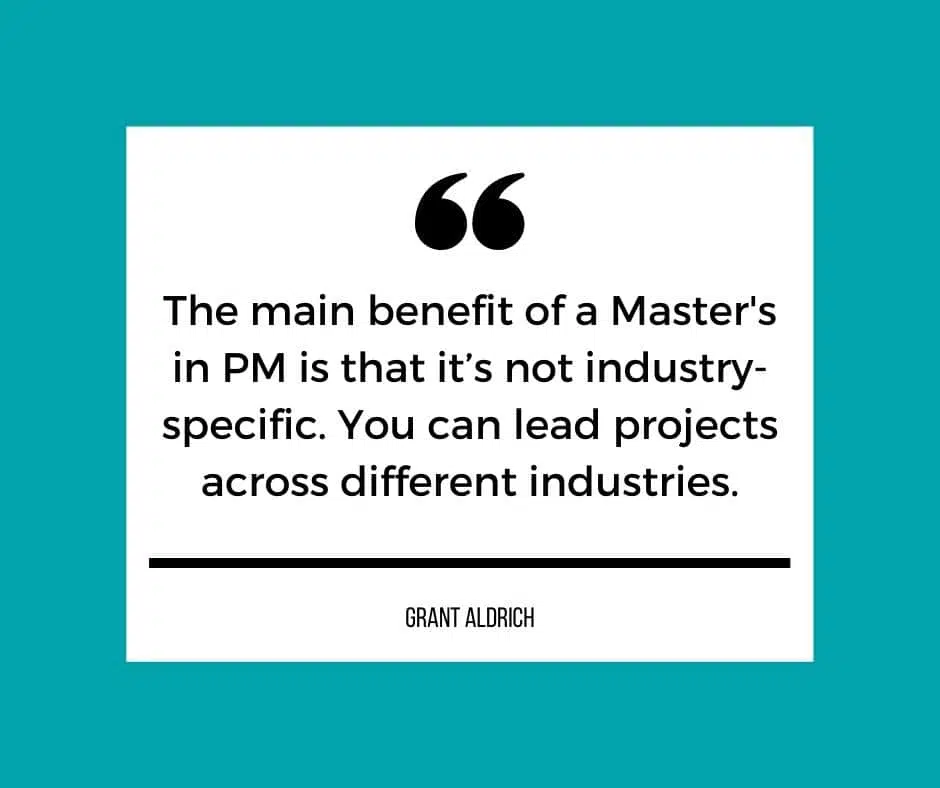 “
The main benefit of a Master's
in PM is that it’s not industry-
specific. You can lead projects
across different industries.
GRANT ALDRICH